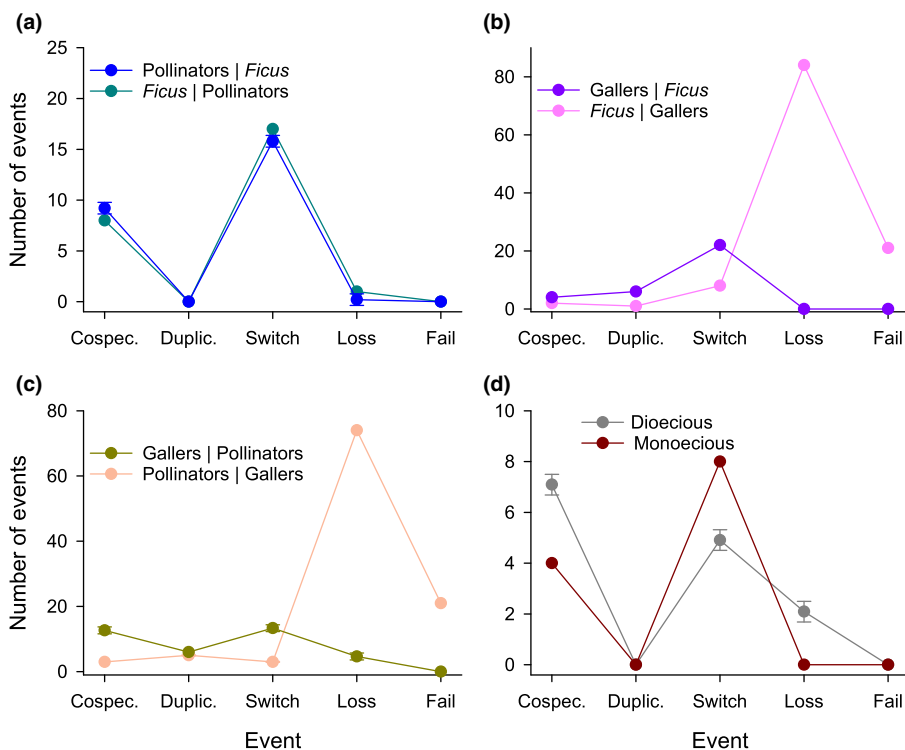 (a)
25
20
15
10
5
0
Number of events
Pollinators | Ficus
Ficus | Pollinators
Cospec. Duplic. Switch Loss Fail
(b)
80
60
40
20
0
Gallers | Ficus
Ficus | Gallers
Cospec. Duplic. Switch Loss Fail
(c)
80
60
40
20
0
Number of events
Gallers | Pollinators
Pollinators | Gallers
Cospec. Duplic. Switch Loss Fail
Event
(d)
10
8
6
4
2
0
Dioecious
Monoecious
Cospec. Duplic. Switch Loss Fail
Event